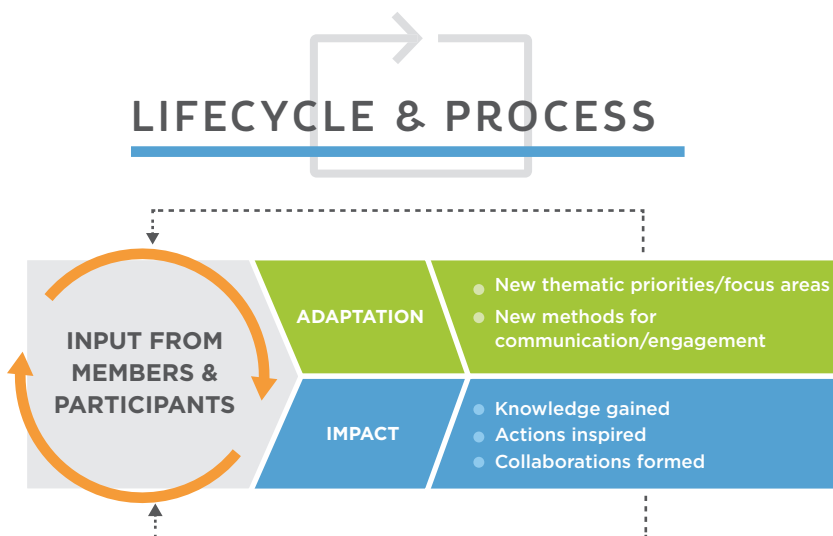 LIFECYCLE & PROCESS
INPUT FROM
MEMBERS &
PARTICIPANTS
ADAPTATION
New thematic priorities/focus areas
New methods for
communication/engagement
IMPACT
Knowledge gained
Actions inspired
Collaborations formed